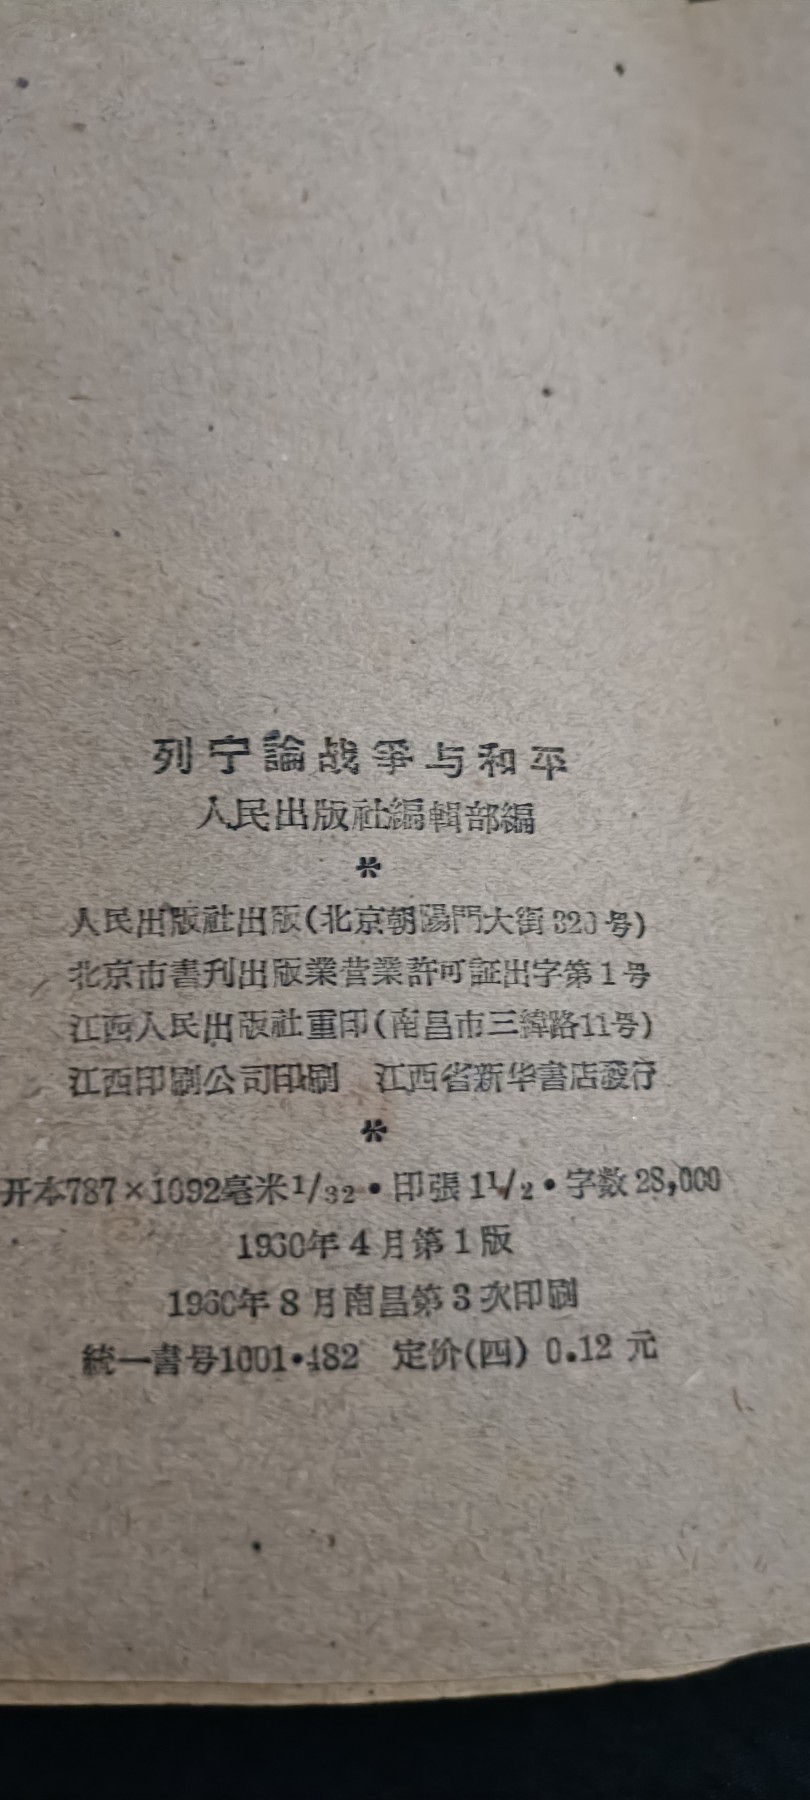 列宁論战爭与和平
人民出版社編輯部編
*
人民出版社出版(北京朝陽門大街320号)
北京市書刊出版業营業許可証出字第1号
江西人民出版社重印(南昌市三緯路11号)
江西印刷公司印刷 江西省新华書店發行
*
开本787×1092毫米1/32•印張1 1/2•字数28,000
1960年4月第1版
1960年8月南昌第3次印刷
統一書号1001•482 定价(四) 0.12元